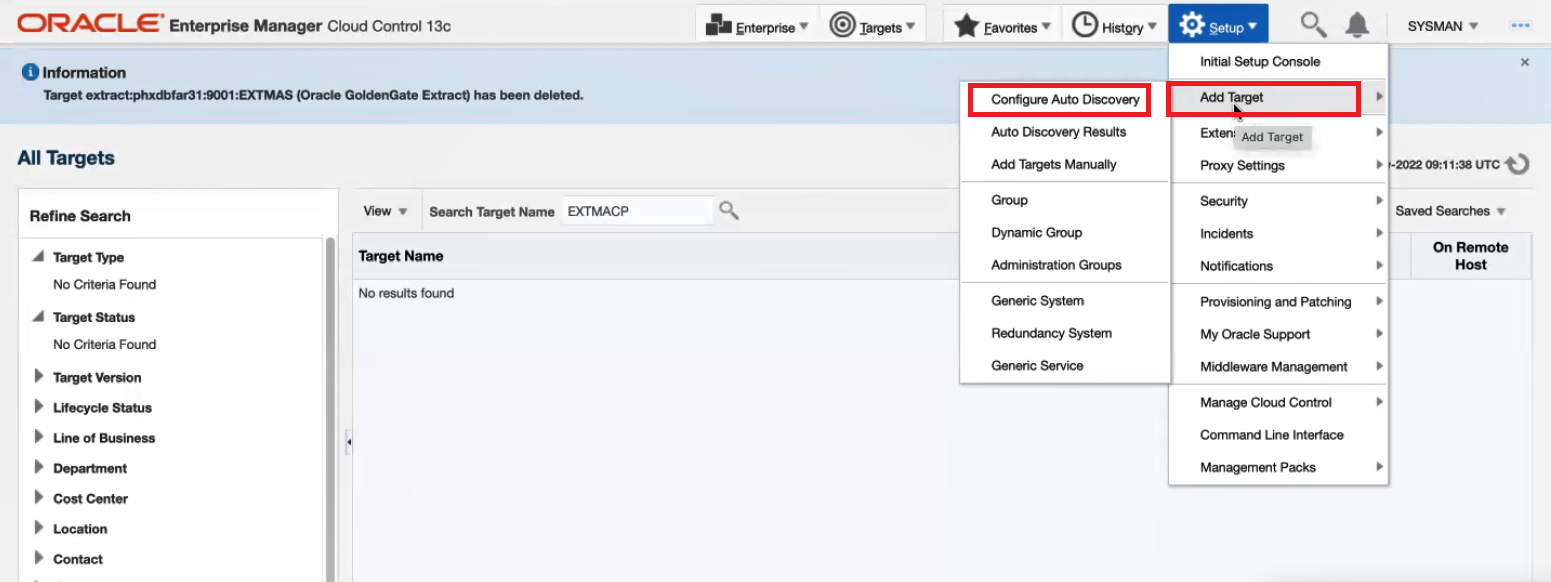 ORACLE Enterprise Manager Cloud Control 13c
Enterprise
Targets
Favorites
History
Setup
SYSMAN
Information
Target extract:phxdbfar31:9001:EXTMAS (Oracle GoldenGate Extract) has been deleted.
All Targets
-2022 09:11:38 UTC
Refine Search
Target Type
No Criteria Found
Target Status
No Criteria Found
Target Version
Lifecycle Status
Line of Business
Department
Cost Center
Location
Contact
View
Search Target Name
EXTMACP
Saved Searches
Target Name
On Remote
Host
No results found
Configure Auto Discovery
Auto Discovery Results
Add Targets Manually
Group
Dynamic Group
Administration Groups
Generic System
Redundancy System
Generic Service
Initial Setup Console
Add Target
Exten
Add Target
Proxy Settings
Security
Incidents
Notifications
Provisioning and Patching
My Oracle Support
Middleware Management
Manage Cloud Control
Command Line Interface
Management Packs